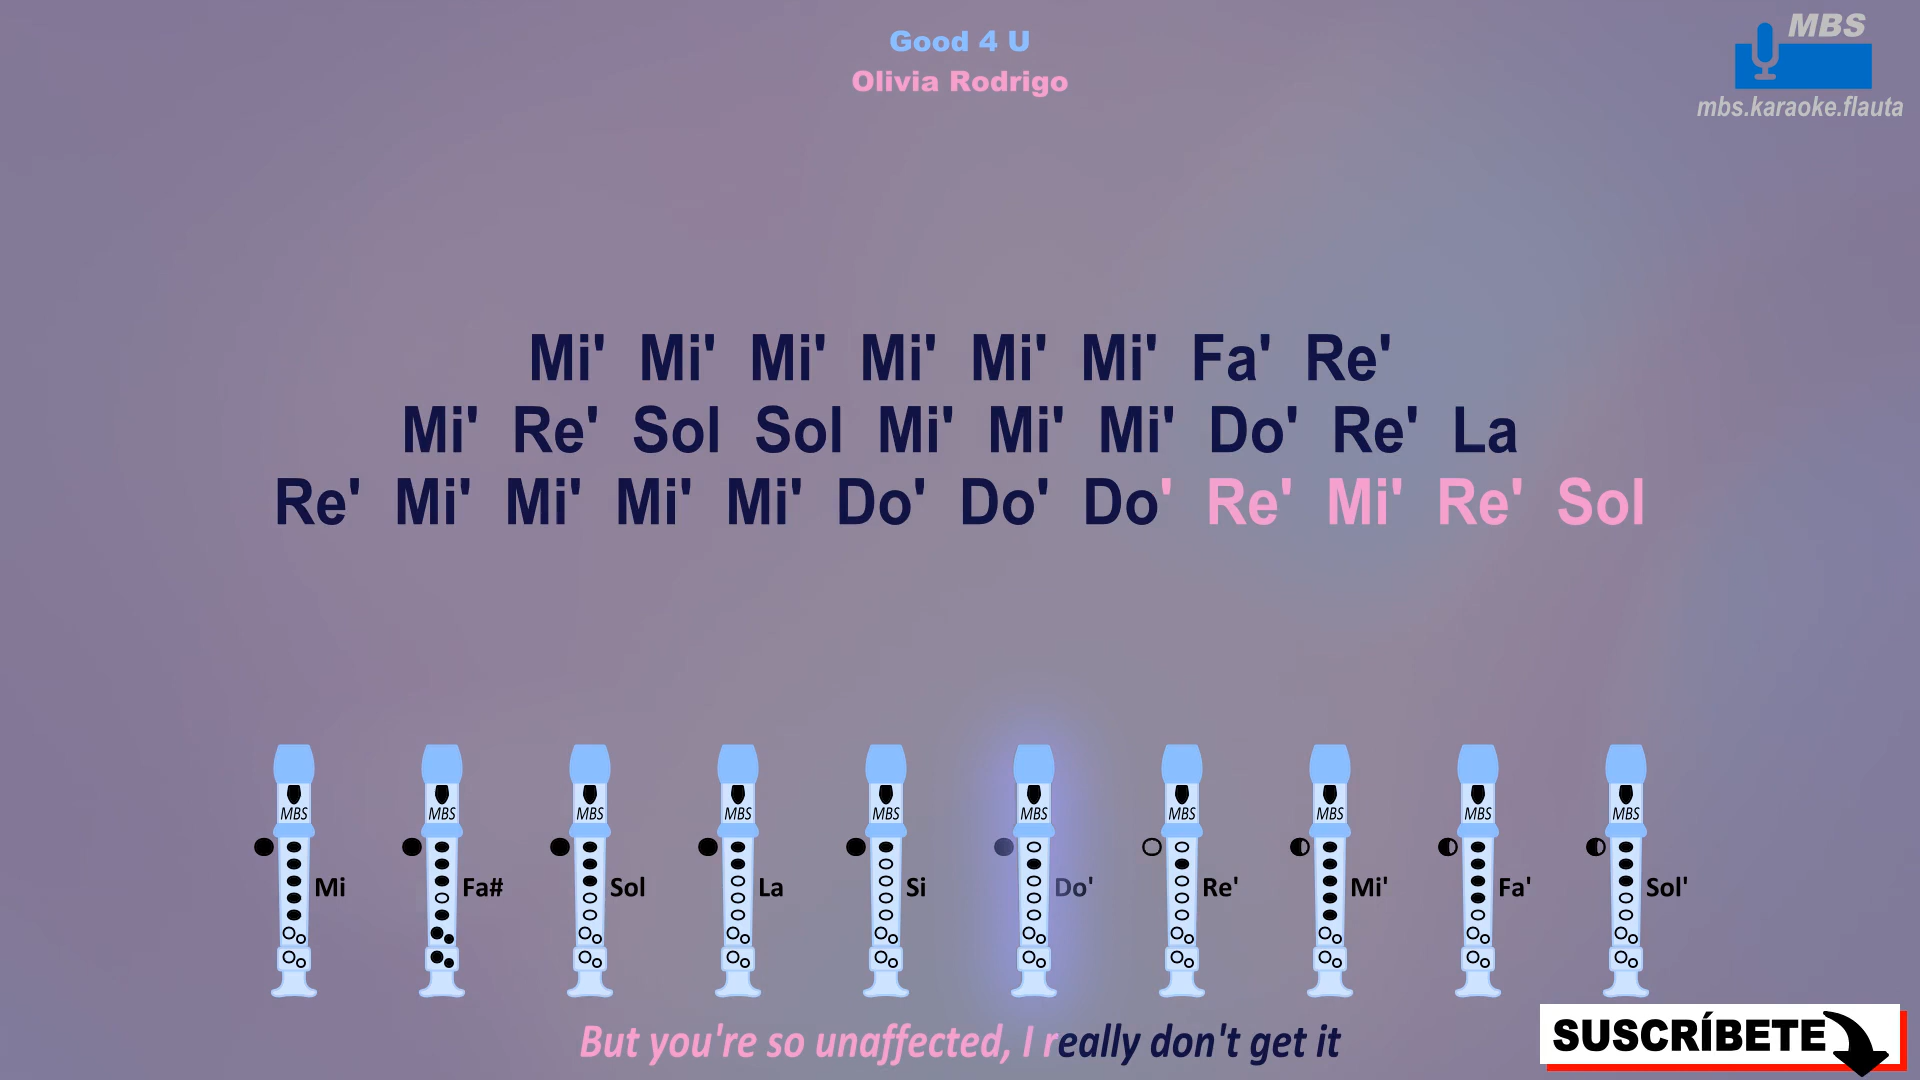 Good 4 U
Olivia Rodrigo
MBS
mbs.karaoke.flauta
Mi' Mi' Mi' Mi' Mi' Mi' Fa' Re'
Mi' Re' Sol Sol Mi' Mi' Mi' Do' Re' La
Re' Mi' Mi' Mi' Mi' Do' Do' Do' Re' Mi' Re' Sol
MBS MBS MBS MBS MBS MBS MBS MBS MBS MBS
Mi Fa# Sol La Si Do' Re' Mi' Fa' Sol'
But you're so unaffected, I really don't get it
SUSCRÍBETE